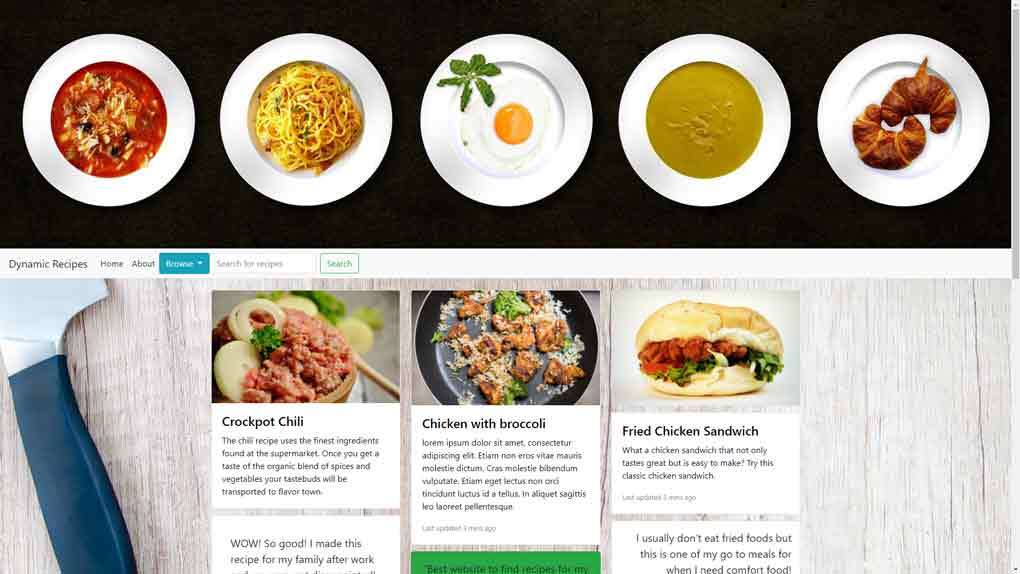 Dynamic Recipes Home About Browse Search for recipes Search
Crockpot Chili
The chili recipe uses the finest ingredients
found at the supermarket. Once you get a
taste of the organic blend of spices and
vegetables your tastebuds will be
transported to flavor town.
WOW! So good! I made this
recipe for my family after work
Chicken with broccoli
lorem ipsum dolor sit amet, consectetur
adipiscing elit. Etiam non eros vitae mauris
molestie dictum. Cras molestie bibendum
vulputate. Etiam eget lectus non orci
tincidunt luctus id a tellus. In aliquet sagittis
leo laoreet pellentesque.
Last updated 3 mins ago
"Best website to find recipes for my
Fried Chicken Sandwich
What a chicken sandwich that not only
tastes great but is easy to make? Try this
classic chicken sandwich.
Last updated 3 mins ago
I usually don't eat fried foods but
this is one of my go to meals for
when I need comfort food!